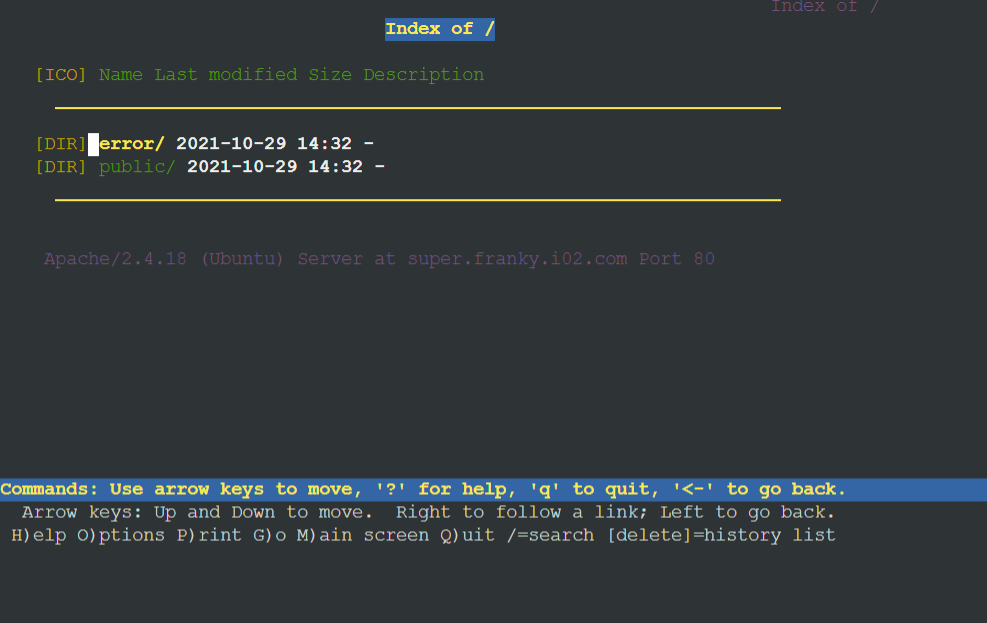 Index of /
Index of /
[ICO] Name Last modified Size Description
[DIR] error/ 2021-10-29 14:32 -
[DIR] public/ 2021-10-29 14:32 -
Apache/2.4.18 (Ubuntu) Server at super.franky.i02.com Port 80
Commands: Use arrow keys to move, '?' for help, 'q' to quit, '<-' to go back.
Arrow keys: Up and Down to move.  Right to follow a link; Left to go back.
H)elp O)ptions P)rint G)o M)ain screen Q)uit /=search [delete]=history list